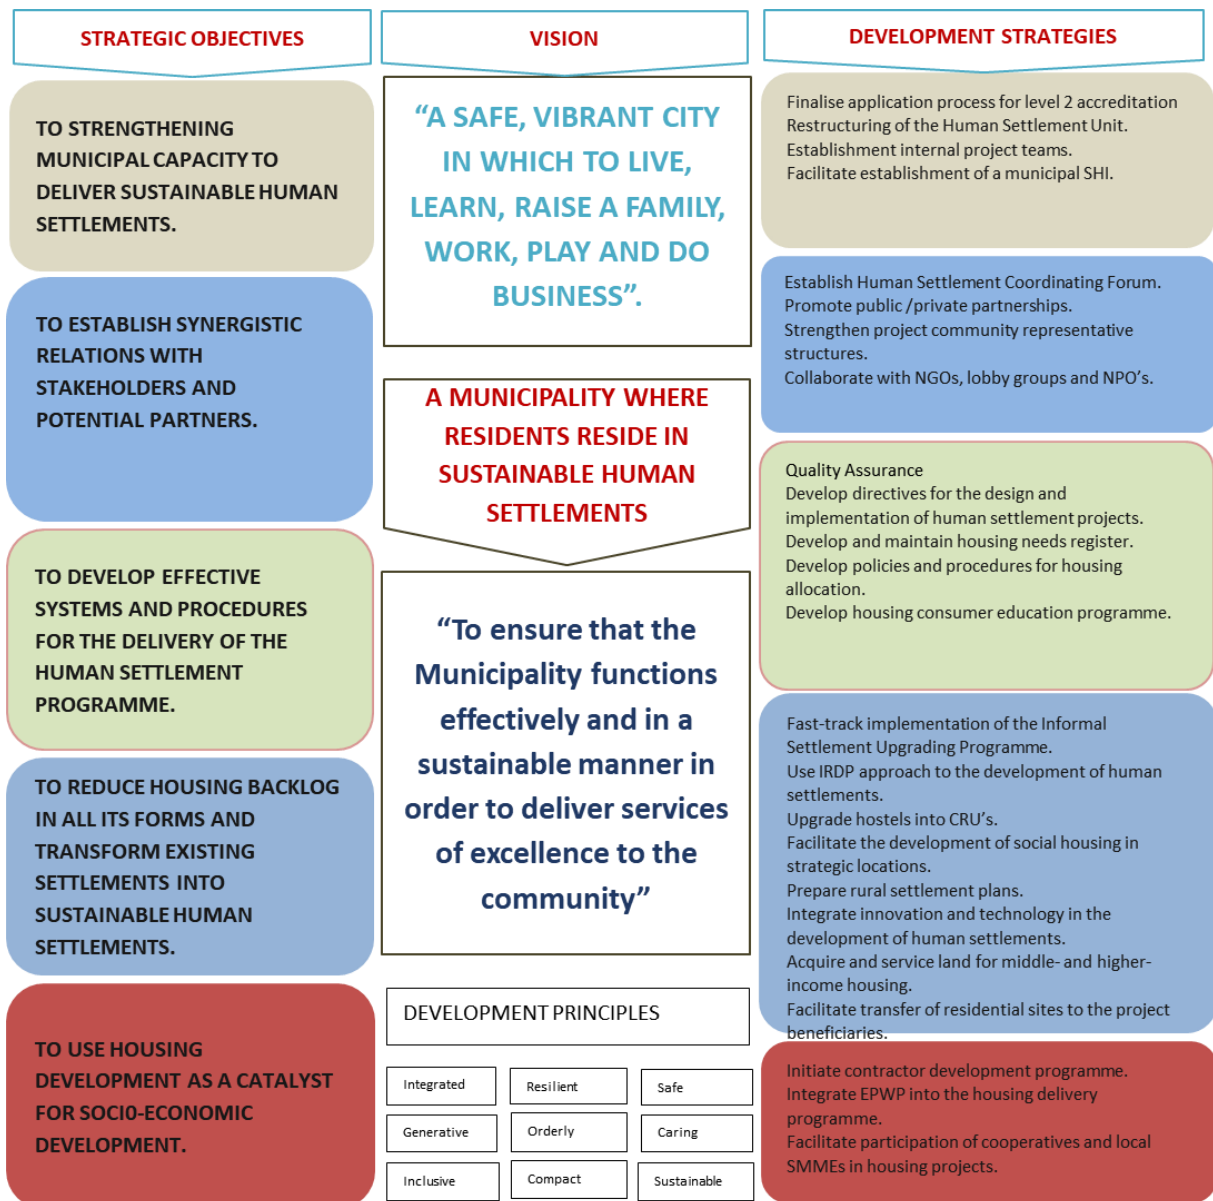 STRATEGIC OBJECTIVES
TO STRENGTHENING
MUNICIPAL CAPACITY TO
DELIVER SUSTAINABLE HUMAN
SETTLEMENTS.
TO ESTABLISH SYNERGISTIC
RELATIONS WITH
STAKEHOLDERS AND
POTENTIAL PARTNERS.
TO DEVELOP EFFECTIVE
SYSTEMS AND PROCEDURES
FOR THE DELIVERY OF THE
HUMAN SETTLEMENT
PROGRAMME.
TO REDUCE HOUSING BACKLOG
IN ALL ITS FORMS AND
TRANSFORM EXISTING
SETTLEMENTS INTO
SUSTAINABLE HUMAN
SETTLEMENTS.
TO USE HOUSING
DEVELOPMENT AS A CATALYST
FOR SOCI0-ECONOMIC
DEVELOPMENT.
VISION
“A SAFE, VIBRANT CITY
IN WHICH TO LIVE,
LEARN, RAISE A FAMILY,
WORK, PLAY AND DO
BUSINESS”.
A MUNICIPALITY WHERE
RESIDENTS RESIDE IN
SUSTAINABLE HUMAN
SETTLEMENTS
“To ensure that the
Municipality functions
effectively and in a
sustainable manner in
order to deliver services
of excellence to the
community”
DEVELOPMENT PRINCIPLES
Integrated
Resilient
Safe
Generative
Orderly
Caring
Inclusive
Compact
Sustainable
DEVELOPMENT STRATEGIES
Finalise application process for level 2 accreditation
Restructuring of the Human Settlement Unit.
Establishment internal project teams.
Facilitate establishment of a municipal SHI.
Establish Human Settlement Coordinating Forum.
Promote public /private partnerships.
Strengthen project community representative
structures.
Collaborate with NGOs, lobby groups and NPO’s.
Quality Assurance
Develop directives for the design and
implementation of human settlement projects.
Develop and maintain housing needs register.
Develop policies and procedures for housing
allocation.
Develop housing consumer education programme.
Fast-track implementation of the Informal
Settlement Upgrading Programme.
Use IRDP approach to the development of human
settlements.
Upgrade hostels into CRU’s.
Facilitate the development of social housing in
strategic locations.
Prepare rural settlement plans.
Integrate innovation and technology in the
development of human settlements.
Acquire and service land for middle- and higher-
income housing.
Facilitate transfer of residential sites to the project
beneficiaries.
Initiate contractor development programme.
Integrate EPWP into the housing delivery
programme.
Facilitate participation of cooperatives and local
SMMEs in housing projects.